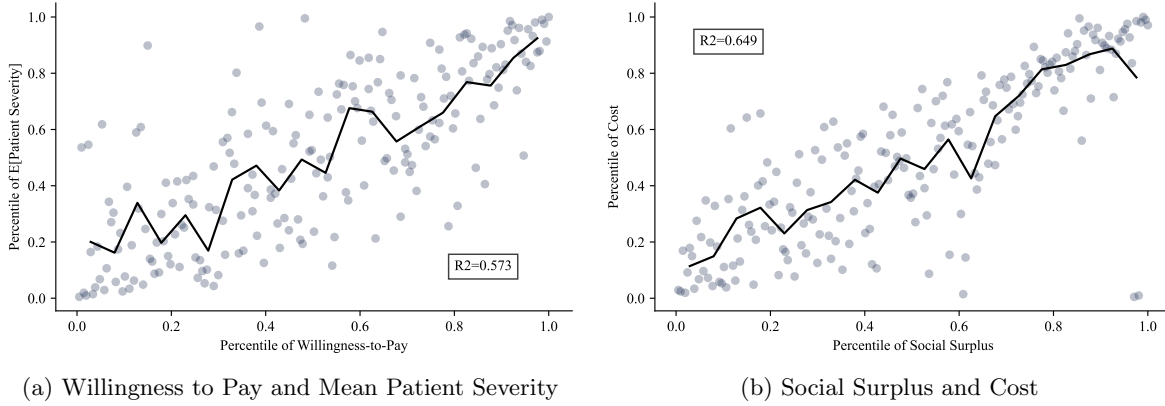 1.0
0.8
0.6
0.4
0.2
0.0
Percentile of E[Patient Severity]
R2=0.573
0.0 0.2 0.4 0.6 0.8 1.0
Percentile of Willingness-to-Pay
(a) Willingness to Pay and Mean Patient Severity
1.0
0.8
0.6
0.4
0.2
0.0
Percentile of Cost
R2=0.649
0.0 0.2 0.4 0.6 0.8 1.0
Percentile of Social Surplus
(b) Social Surplus and Cost